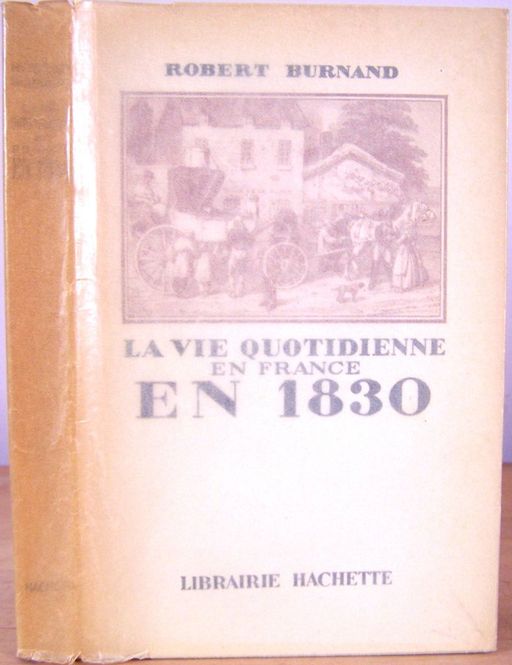 ROBERT BURNAND
LA VIE QUOTIDIENNE
EN FRANCE
EN 1830
LIBRAIRIE HACHETTE